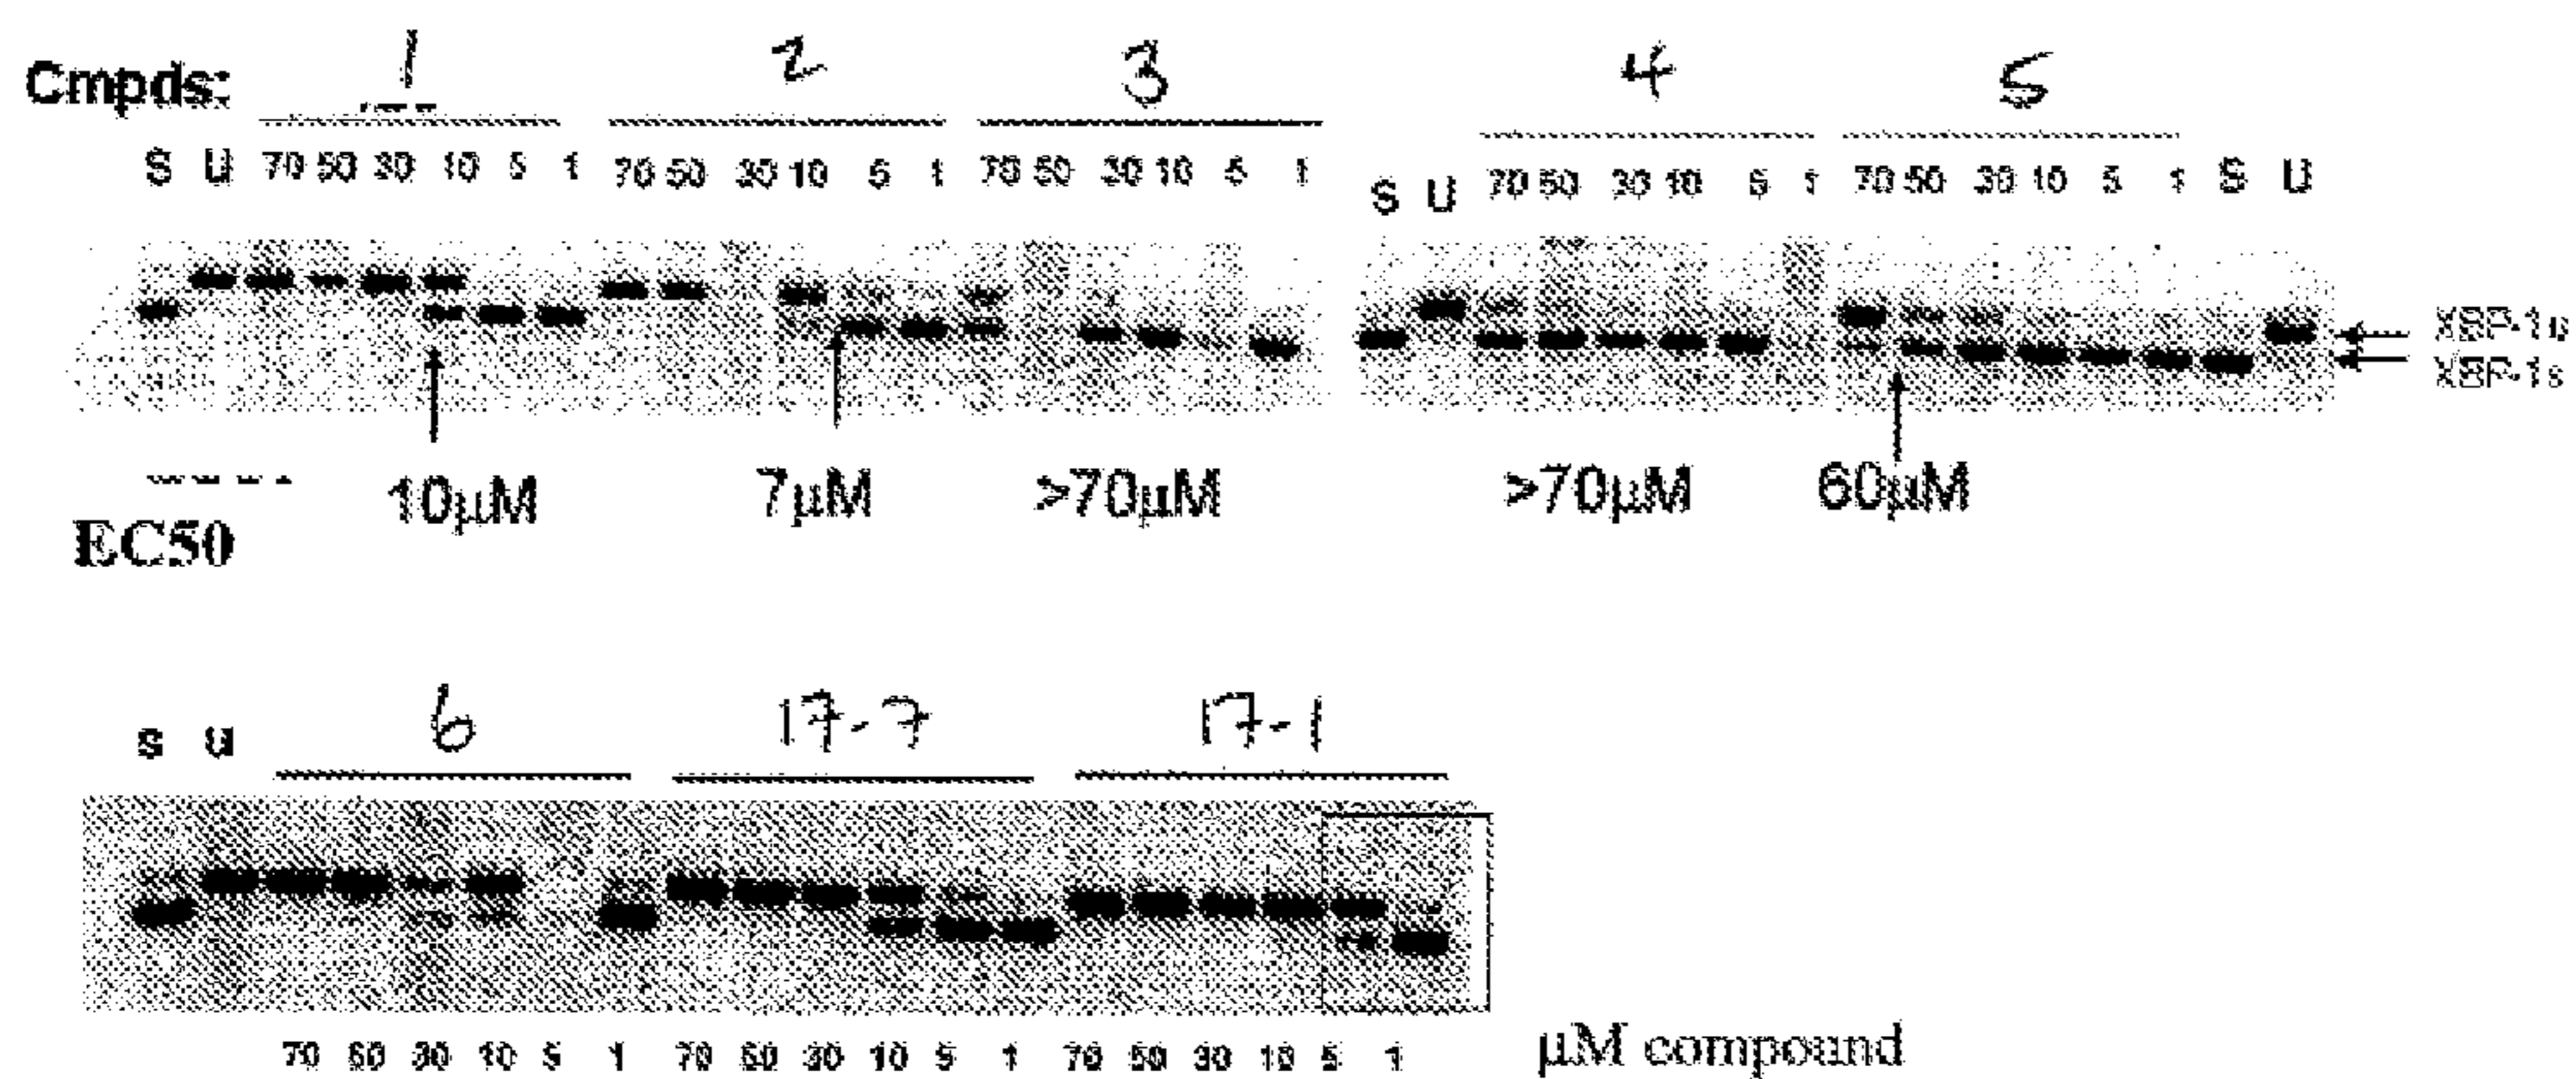 Cmpds: 1 2 3 4 5
S U 70 50 30 10 5 1 70 50 30 10 5 1 70 50 30 10 5 1 S U 70 50 30 10 5 1 70 50 30 10 5 1 S U
XBP-1u
XBP-1s
10µM 7µM >70µM >70µM 60µM
EC50
s u 6 17-7 17-1
70 50 30 10 5 1 70 50 30 10 5 1 70 50 30 10 5 1 µM compound